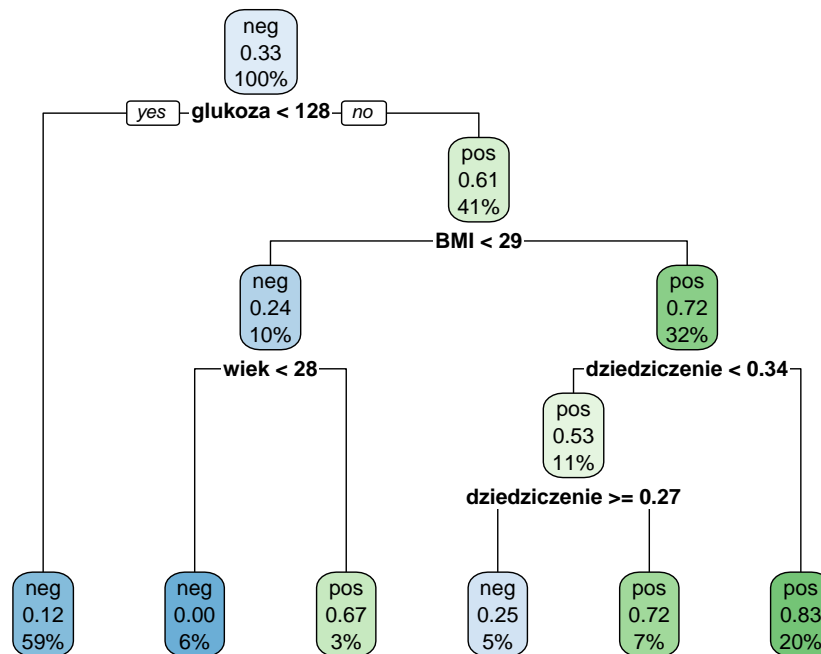 neg
0.33
100%
yes glukoza < 128 no
pos
0.61
41%
BMI < 29
neg
0.24
10%
pos
0.72
32%
wiek < 28
dziedziczenie < 0.34
pos
0.53
11%
dziedziczenie >= 0.27
neg
0.12
59%
neg
0.00
6%
pos
0.67
3%
neg
0.25
5%
pos
0.72
7%
pos
0.83
20%